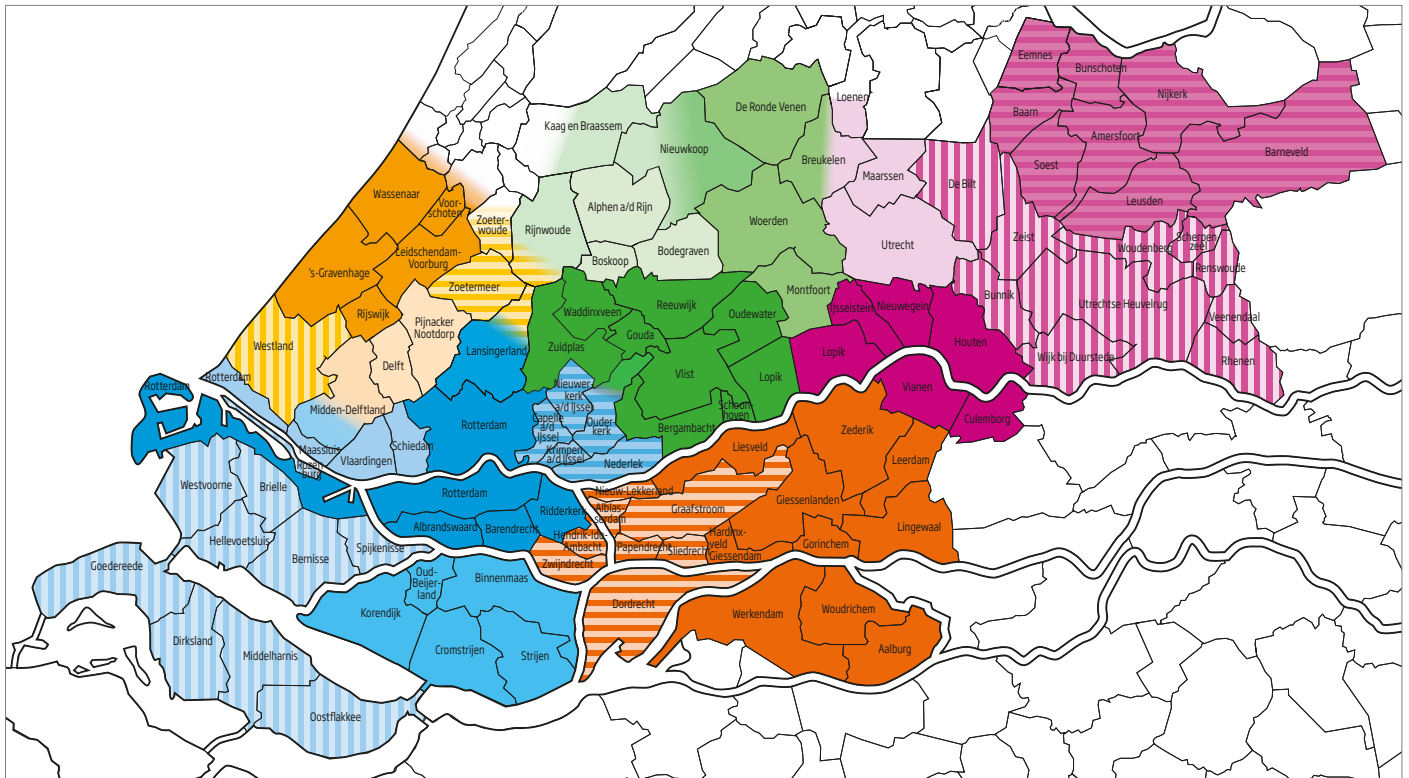 Eemnes
Bunschoten
Nijkerk
Baarn
Amersfoort
Barneveld
Soest
Leusden
Loenen
De Ronde Venen
Kaag en Braassem
Nieuwkoop
Breukelen
Maarssen
De Bilt
Wassenaar
Voor-
schoten
Zoeter-
woude
Rijnwoude
Alphen a/d Rijn
Woerden
Utrecht
Zeist
Woudenberg
Scherpen
zeel
Renswoude
Leidschendam-
Voorburg
Boskoop
Bodegraven
's-Gravenhage
Zoetermeer
Montfoort
Bunnik
Utrechtse Heuvelrug
Veenendaal
Rijswijk
Pijnacker
Nootdorp
Waddinxveen
Reeuwijk
Oudewater
IJsselstein
Nieuwegein
Houten
Westland
Lansingerland
Zuidplas
Gouda
Lopik
Wijk bij Duurstede
Rhenen
Delft
Vlist
Lopik
Vianen
Rotterdam
Rotterdam
Nieuwer-
kerk
a/d IJssel
Midden-Delftland
Rotterdam
Capelle
a/d
IJssel
Ouder-
kerk
Schoon-
hoven
Bergambacht
Culemborg
Maassluis
Vlaardingen
Schiedam
Krimpen
a/d IJssel
Nederlek
Liesveld
Zederik
Leerdam
Rozen
burg
Westvoorne
Brielle
Rotterdam
Nieuw-Lekkerland
Giessenlanden
Ridderkerk
Alblas-
serdam
Graafstroom
Lingewaal
Hellevoetsluis
Albrandswaard
Barendrecht
Hendrik-Ido-
Ambacht
Papendrecht
Sliedrecht
Hardinx-
veld
Giessendam
Gorinchem
Bernisse
Spijkenisse
Zwijndrecht
Goedereede
Oud-
Beijer-
land
Binnenmaas
Korendijk
Dordrecht
Werkendam
Woudrichem
Dirksland
Middelharnis
Cromstrijen
Strijen
Aalburg
Oostflakkee